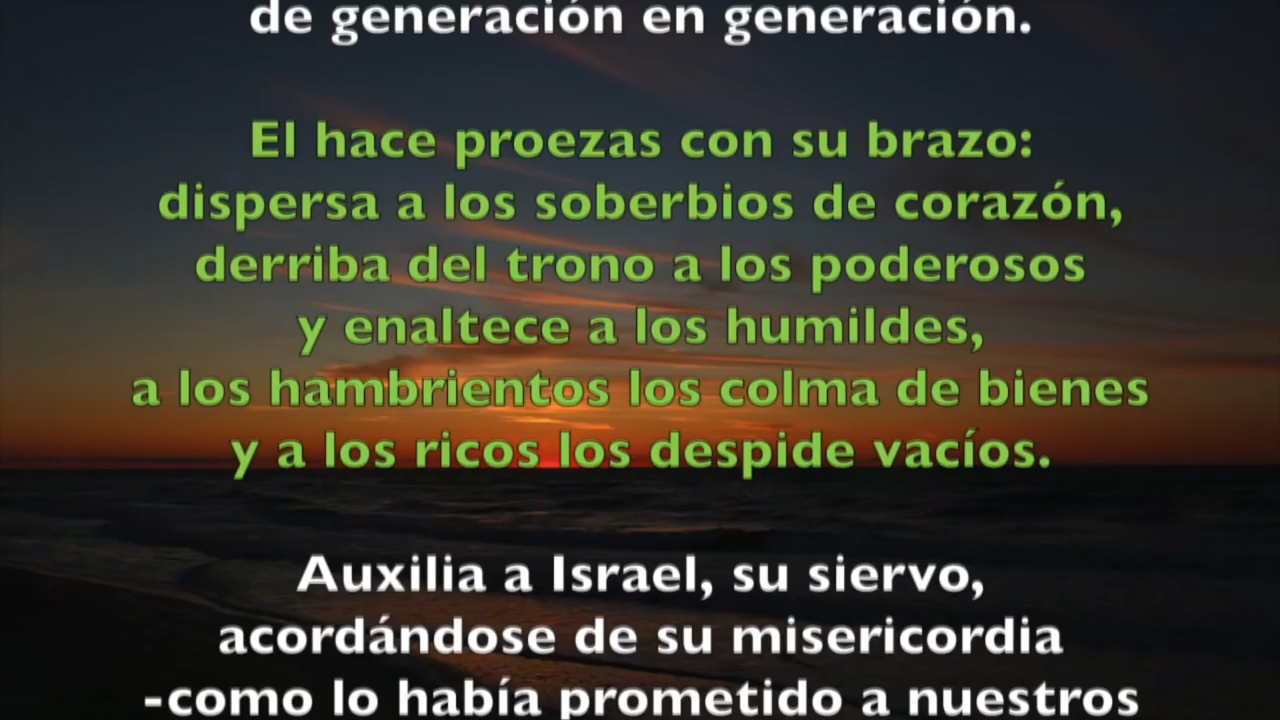 de generación en generación.
El hace proezas con su brazo:
dispersa a los soberbios de corazón,
derriba del trono a los poderosos
y enaltece a los humildes,
a los hambrientos los colma de bienes
y a los ricos los despide vacíos.
Auxilia a Israel, su siervo,
acordándose de su misericordia
-como lo había prometido a nuestros